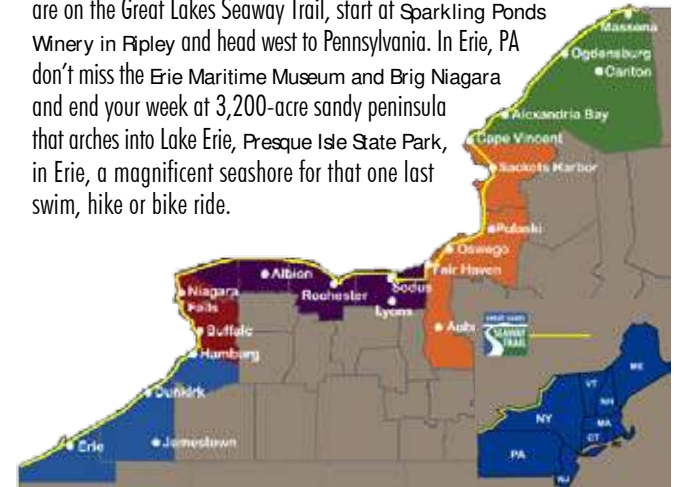 are on the Great Lakes Seaway Trail, start at Sparkling Ponds
Winery in Ripley and head west to Pennsylvania. In Erie, PA
don’t miss the Erie Maritime Museum and Brig Niagara
and end your week at 3,200-acre sandy peninsula
that arches into Lake Erie, Presque Isle State Park,
in Erie, a magnificent seashore for that one last
swim, hike or bike ride.
Massena
Ogdensburg
Canton
Alexandria Bay
Cape Vincent
Sackets Harbor
Pulaski
Oswego
Fair Haven
Albion
Rochester
Sodus
Lyons
Niagara
Falls
Buffalo
Hamburg
Dunkirk
Erie
Jamestown
SEAWAY
TRAIL
ME
VT
NH
NY
MA
CT
PA
NJ